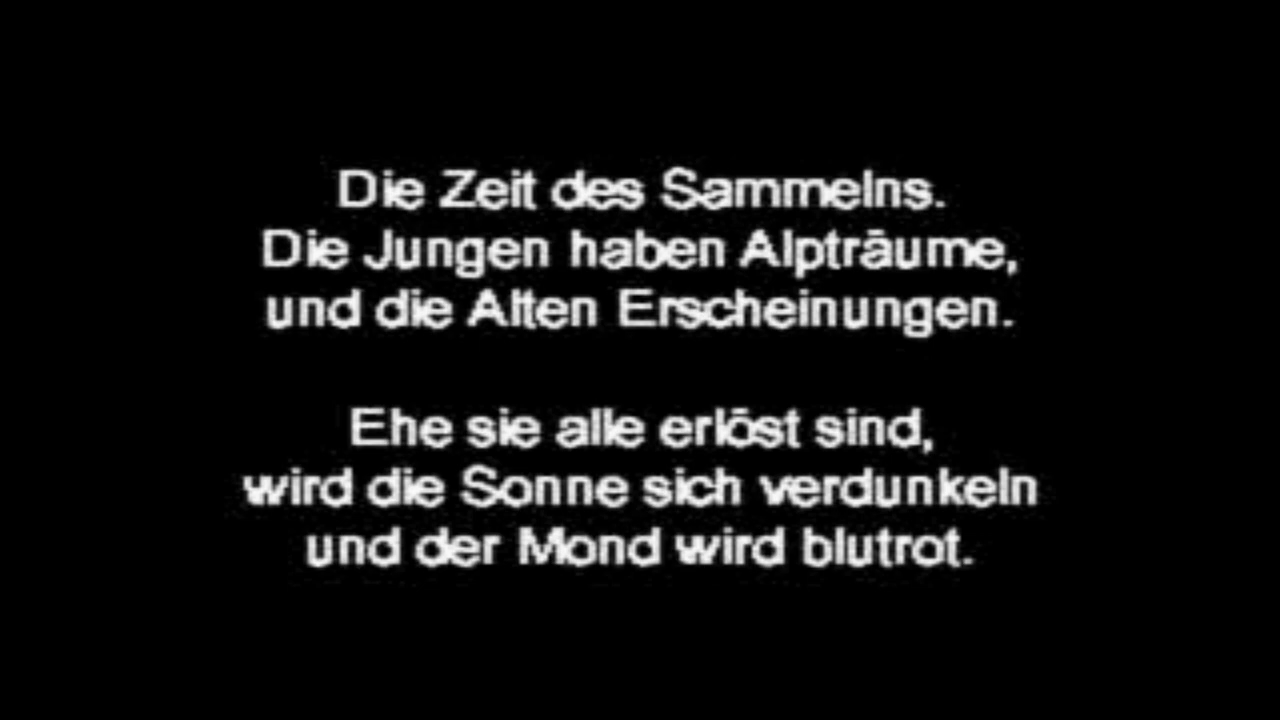 Die Zeit des Sammelns.
Die Jungen haben Alpträume,
und die Alten Erscheinungen.
Ehe sie alle erlöst sind,
wird die Sonne sich verdunkeln
und der Mond wird blutrot.